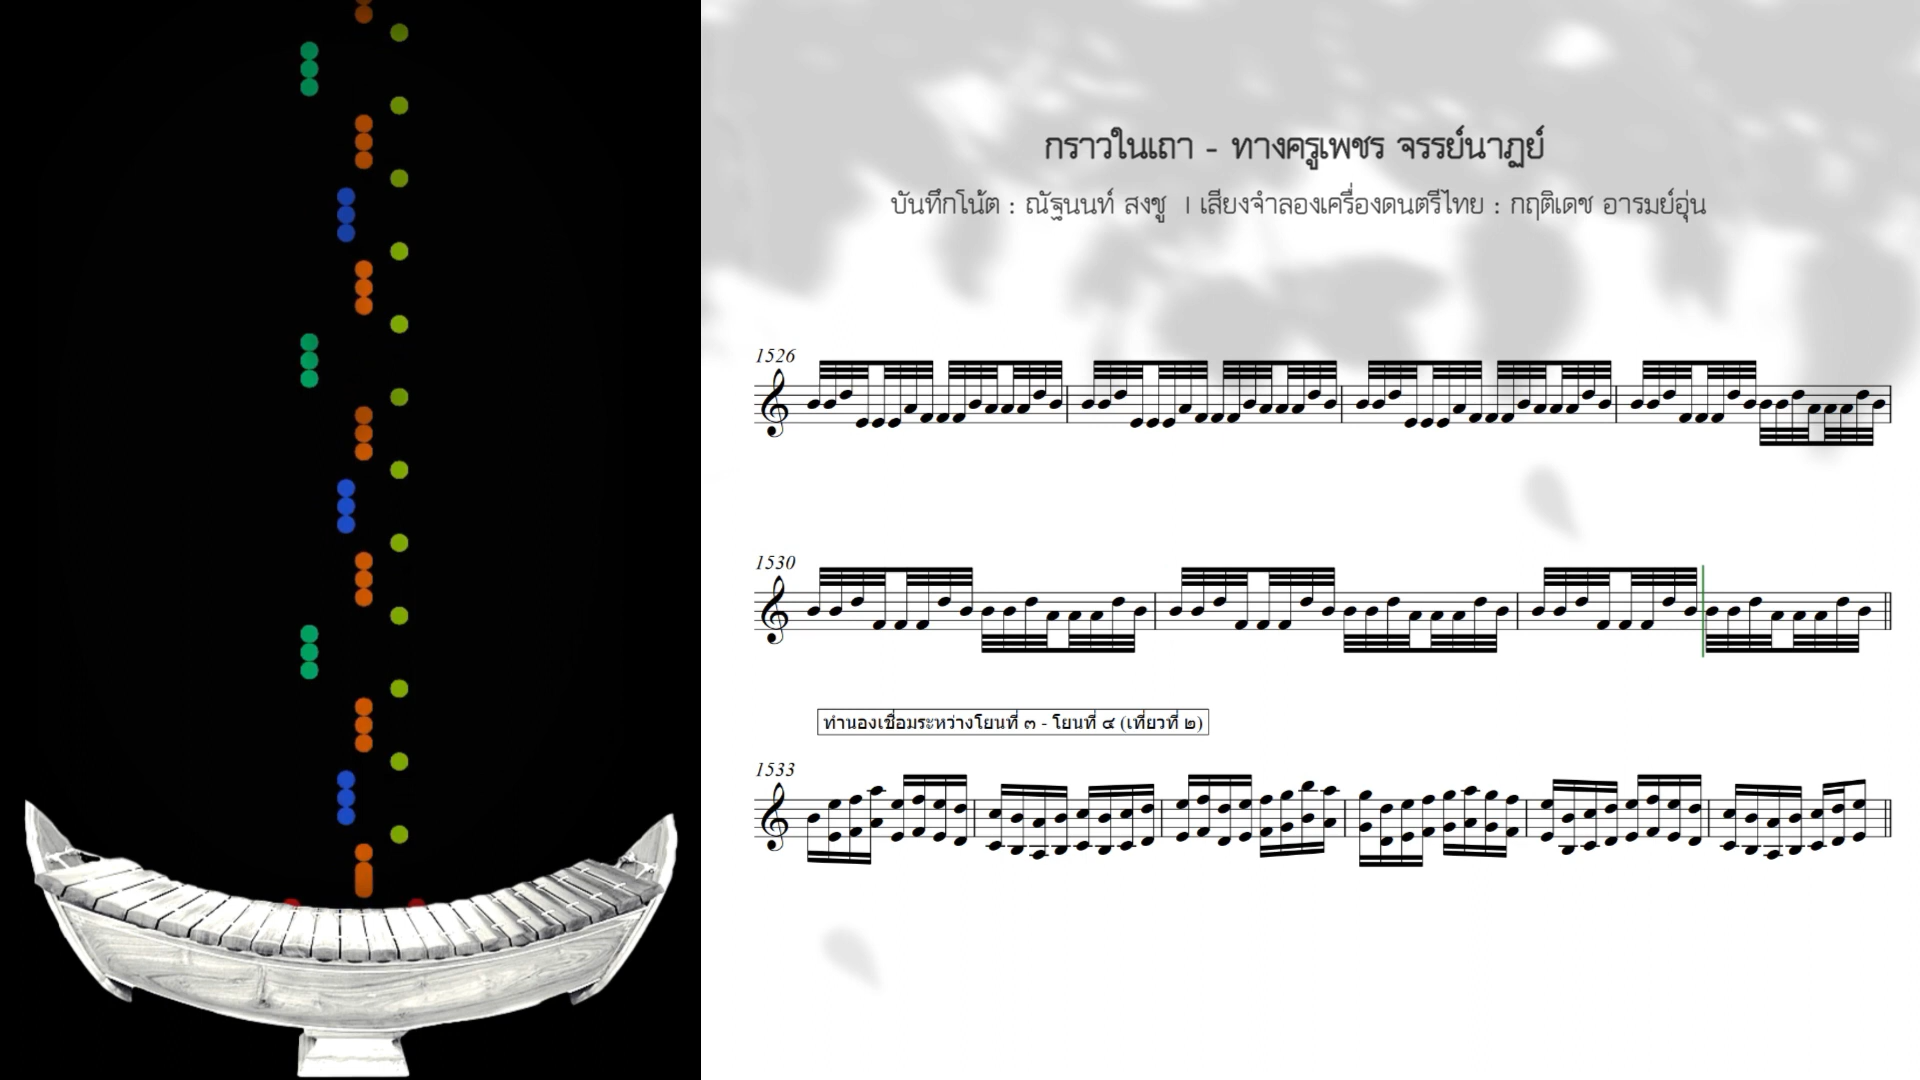 กราวในเถา - ทางครูเพชร จรรย์นาฏย์
บันทึกโน้ต : ณัฐนนท์ สงชู | เสียงจำลองเครื่องดนตรีไทย : กฤติเดช อารมย์อุ่น
1526
1530
ทำนองเชื่อมระหว่างโยนที่ ๓ - โยนที่ ๔ (เที่ยวที่ ๒)
1533